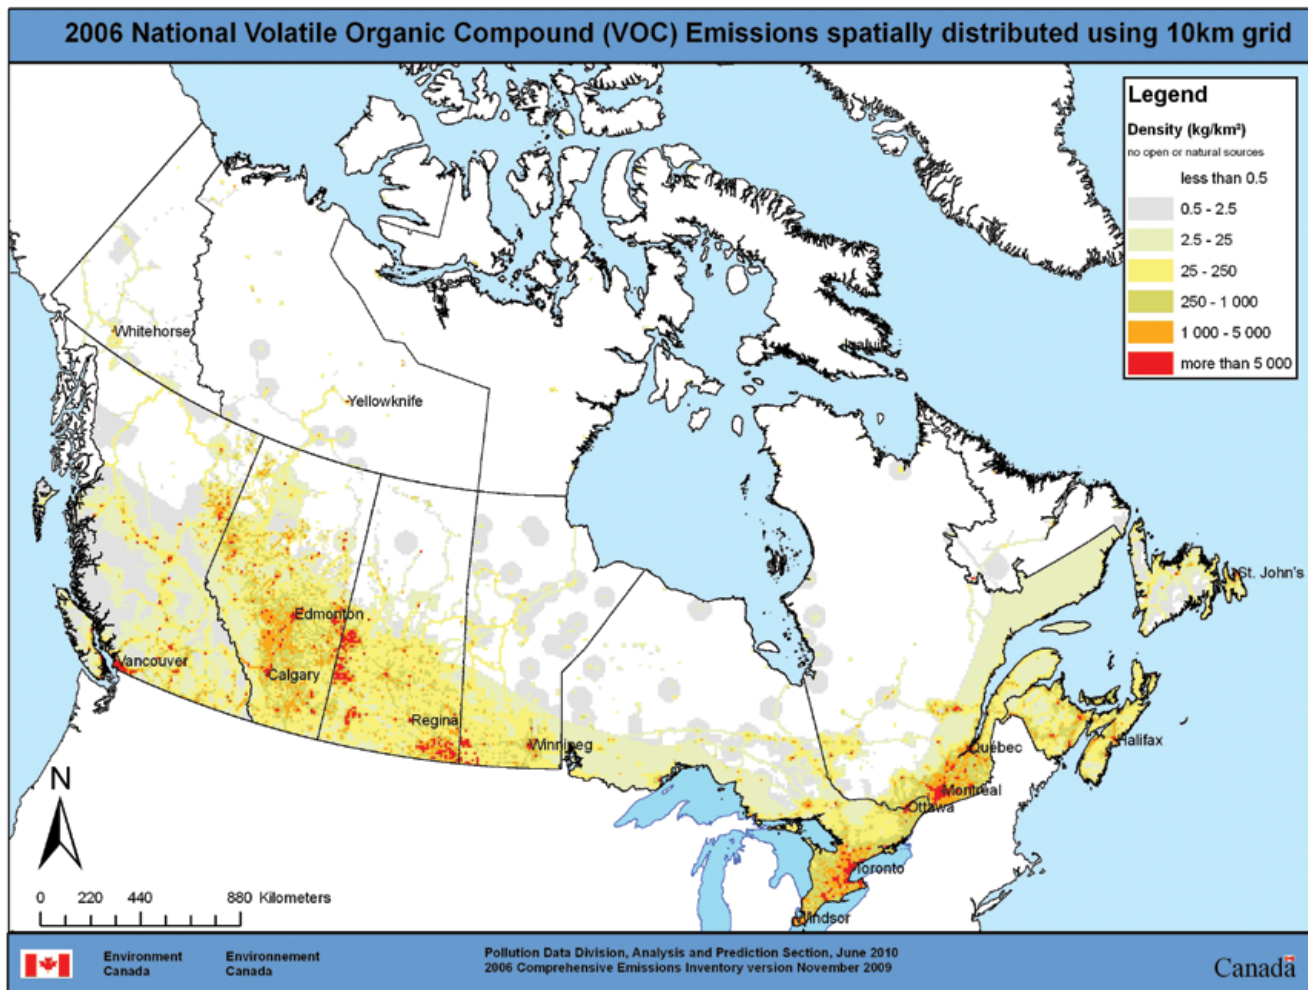 2006 National Volatile Organic Compound (VOC) Emissions spatially distributed using 10km grid
Legend
Density (kg/km²)
no open or natural sources
less than 0.5
0.5 - 2.5
2.5 - 25
25 - 250
250 - 1 000
1 000 - 5 000
more than 5 000
Whitehorse
Yellowknife
St. John's
Edmonton
Vancouver
Calgary
Regina
Winnipeg
Québec
Halifax
Montréal
Ottawa
Toronto
Windsor
N
0 220 440 880 Kilometers
Environment
Canada
Environnement
Canada
Pollution Data Division, Analysis and Prediction Section, June 2010
2006 Comprehensive Emissions Inventory version November 2009
Canada